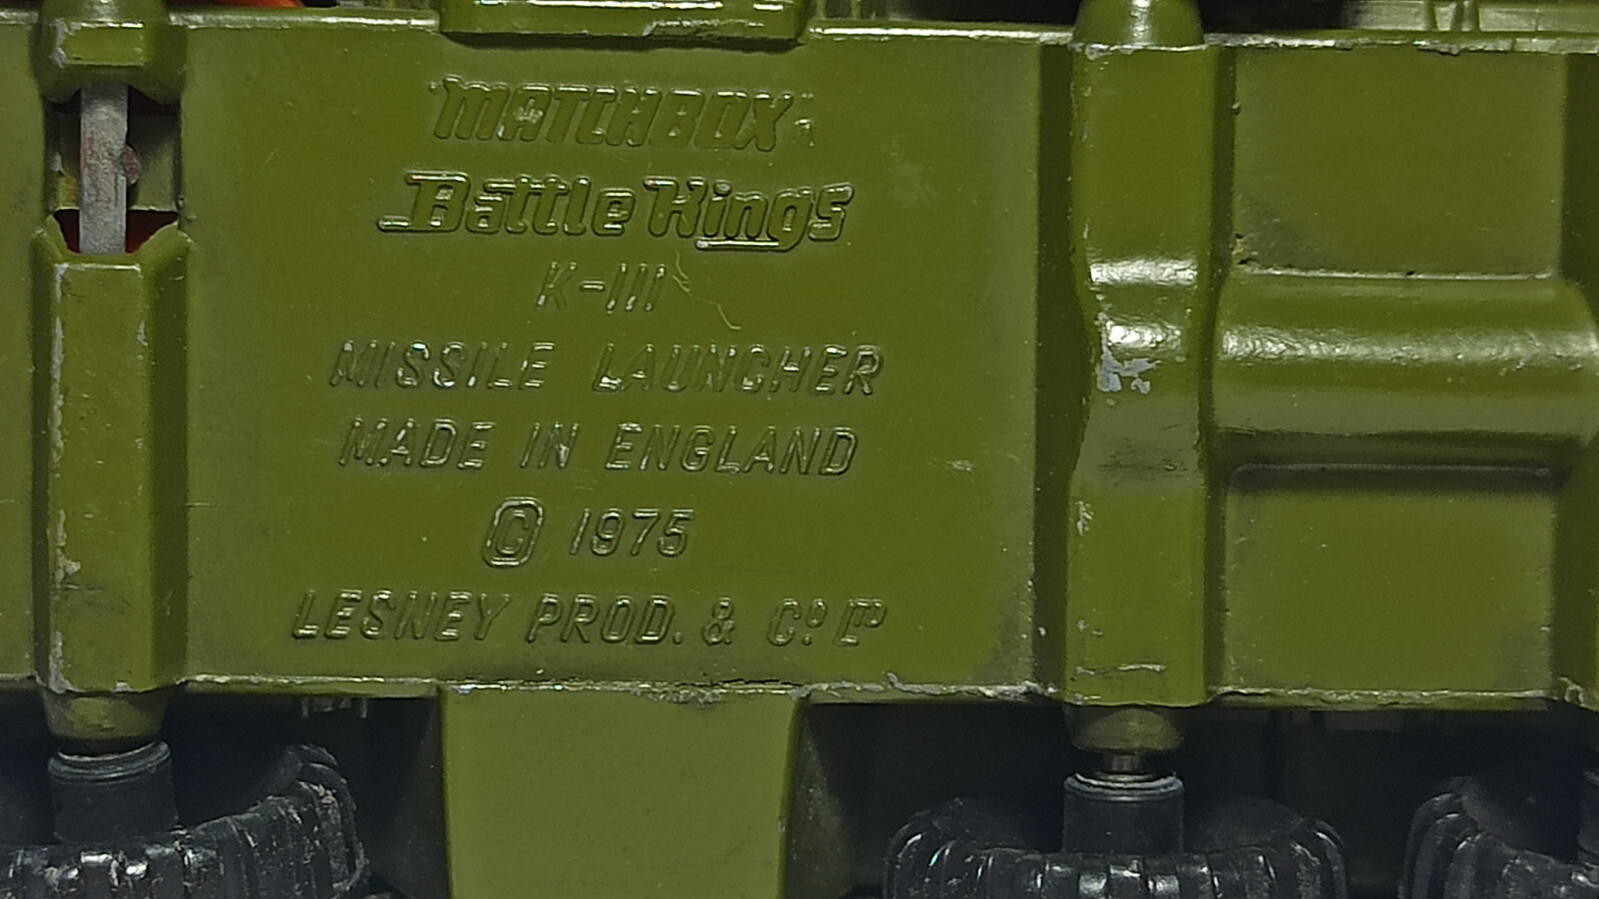 "MATCHBOX"
Battle Kings
K-111
MISSILE LAUNCHER
MADE IN ENGLAND
© 1975
LESNEY PROD. & Cº Lᵀᴰ